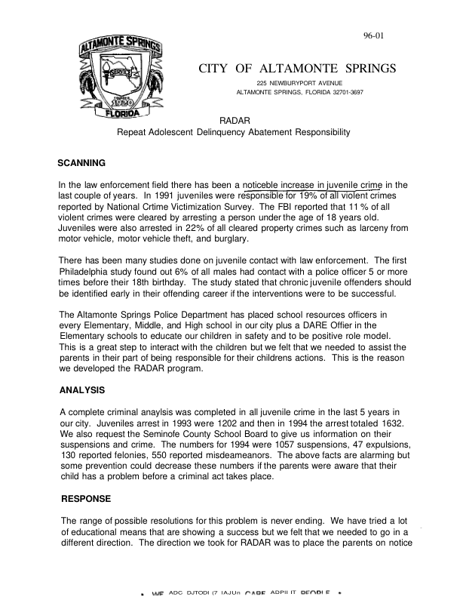 96-01
ALTAMONTE SPRINGS
FLORIDA
CITY OF ALTAMONTE SPRINGS
225 NEWBURYPORT AVENUE
ALTAMONTE SPRINGS, FLORIDA 32701-3697
RADAR
Repeat Adolescent Delinquency Abatement Responsibility
SCANNING
In the law enforcement field there has been a noticeble increase in juvenile crime in the
last couple of years. In 1991 juveniles were responsible for 19% of all violent crimes
reported by National Crtime Victimization Survey. The FBI reported that 11 % of all
violent crimes were cleared by arresting a person under the age of 18 years old.
Juveniles were also arrested in 22% of all cleared property crimes such as larceny from
motor vehicle, motor vehicle theft, and burglary.
There has been many studies done on juvenile contact with law enforcement. The first
Philadelphia study found out 6% of all males had contact with a police officer 5 or more
times before their 18th birthday. The study stated that chronic juvenile offenders should
be identified early in their offending career if the interventions were to be successful.
The Altamonte Springs Police Department has placed school resources officers in
every Elementary, Middle, and High school in our city plus a DARE Offier in the
Elementary schools to educate our children in safety and to be positive role model.
This is a great step to interact with the children but we felt that we needed to assist the
parents in their part of being responsible for their childrens actions. This is the reason
we developed the RADAR program.
ANALYSIS
A complete criminal anaylsis was completed in all juvenile crime in the last 5 years in
our city. Juveniles arrest in 1993 were 1202 and then in 1994 the arrest totaled 1632.
We also request the Seminofe County School Board to give us information on their
suspensions and crime. The numbers for 1994 were 1057 suspensions, 47 expulsions,
130 reported felonies, 550 reported misdeameanors. The above facts are alarming but
some prevention could decrease these numbers if the parents were aware that their
child has a problem before a criminal act takes place.
RESPONSE
The range of possible resolutions for this problem is never ending. We have tried a lot
of educational means that are showing a success but we felt that we needed to go in a
different direction. The direction we took for RADAR was to place the parents on notice